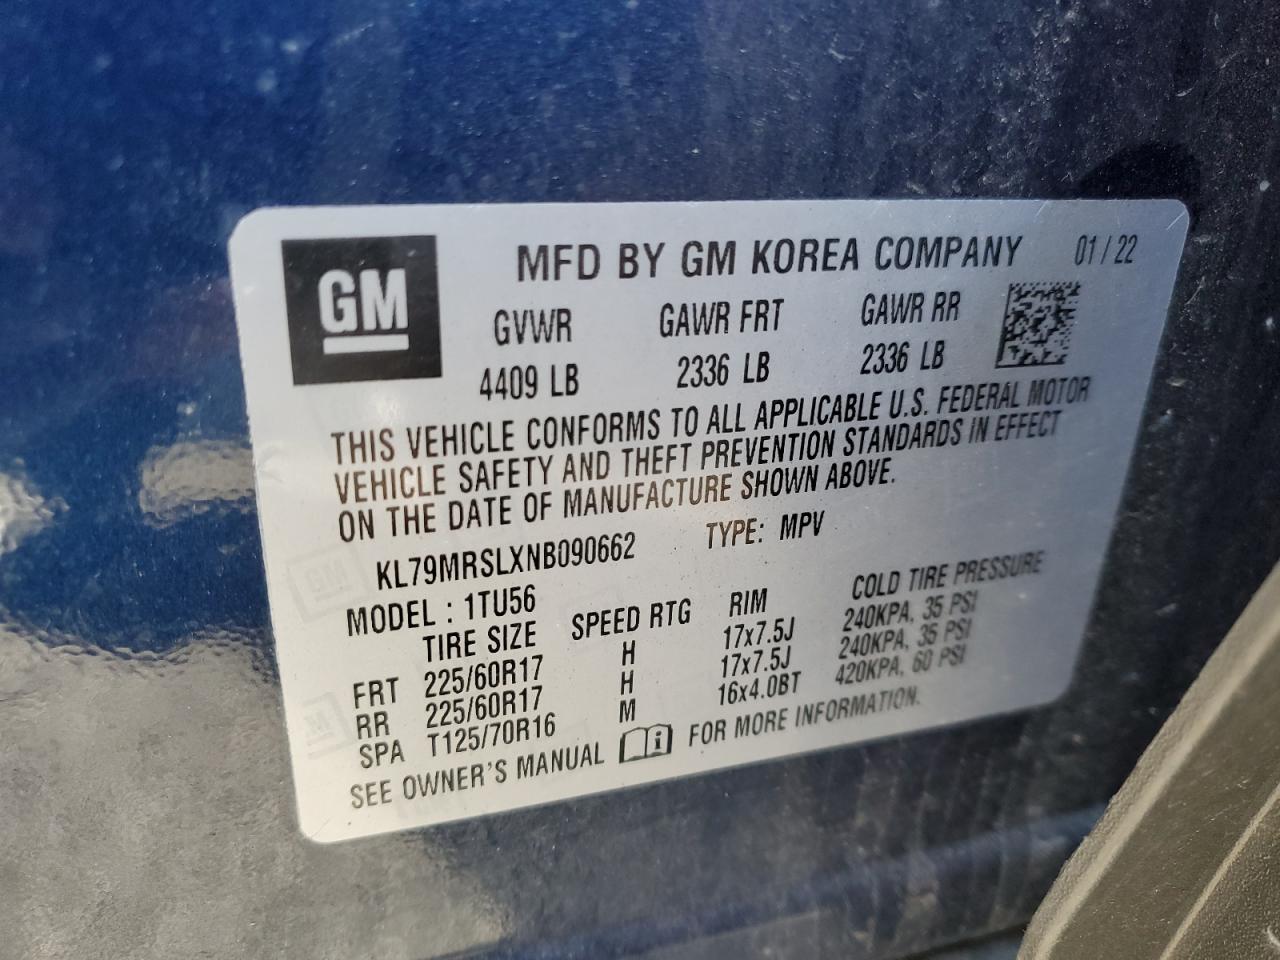 GM
MFD BY GM KOREA COMPANY 01/22
GVWR GAWR FRT GAWR RR
4409 LB 2336 LB 2336 LB
THIS VEHICLE CONFORMS TO ALL APPLICABLE U.S. FEDERAL MOTOR
VEHICLE SAFETY AND THEFT PREVENTION STANDARDS IN EFFECT
ON THE DATE OF MANUFACTURE SHOWN ABOVE.
KL79MRSLXNB090662 TYPE: MPV
MODEL : 1TU56
TIRE SIZE SPEED RTG RIM COLD TIRE PRESSURE
FRT 225/60R17 H 17x7.5J 240KPA, 35 PSI
RR 225/60R17 H 17x7.5J 240KPA, 35 PSI
SPA T125/70R16 M 16x4.0BT 420KPA, 60 PSI
SEE OWNER'S MANUAL i FOR MORE INFORMATION.